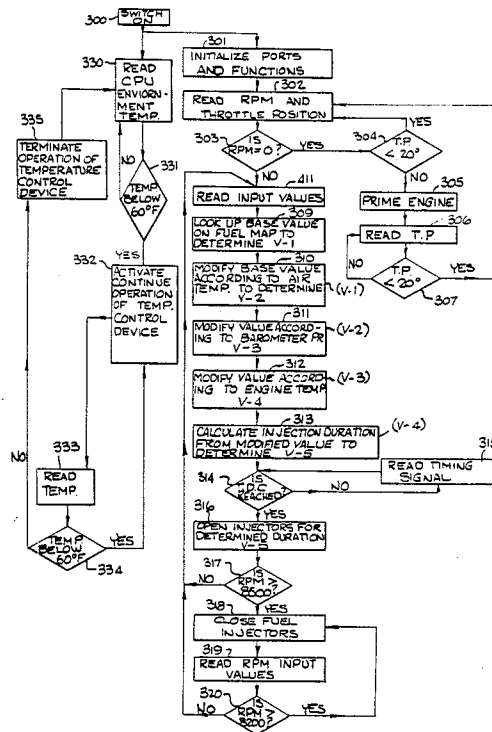 300
SWITCH
ON
330
READ
CPU
ENVIORNMENT
TEMP.
335
TERMINATE
OPERATION OF
TEMPERATURE
CONTROL
DEVICE
NO
331
TEMP
BELOW
60°F
YES
332
ACTIVATE
CONTINUE
OPERATION
OF TEMP.
CONTROL
DEVICE
NO
333
READ
TEMP.
TEMP
BELOW
60°F
YES
334
301
INITIALIZE PORTS
AND FUNCTIONS
302
READ RPM AND
THROTTLE POSITION
303
IS
RPM=0?
YES
NO
304
T.P.
< 20°
YES
NO
305
PRIME ENGINE
306
READ T.P.
NO
T.P.
< 20°
YES
307
411
READ INPUT VALUES
309
LOOK UP BASE VALUE
ON FUEL MAP TO
DETERMINE V-1
310
MODIFY BASE VALUE
ACCORDING TO AIR
TEMP. TO DETERMINE
V-2
(V-1)
311
MODIFY VALUE ACCORD-
ING TO BAROMETER PR
V-3
(V-2)
312
MODIFY VALUE ACCOR-
ING TO ENGINE TEMP
V-4
(V-3)
313
CALCULATE INJECTION DURATION
FROM MODIFIED VALUE TO
DETERMINE V-5
(V-4)
314
IS
T.D.C
REACHED?
NO
YES
READ TIMING
SIGNAL
316
OPEN INJECTORS FOR
DETERMINED DURATION
V-5
317
IS
RPM >
8600?
NO
YES
318
CLOSE FUEL
INJECTORS
319
READ RPM INPUT
VALUES
320
IS
RPM >
8200?
NO
YES